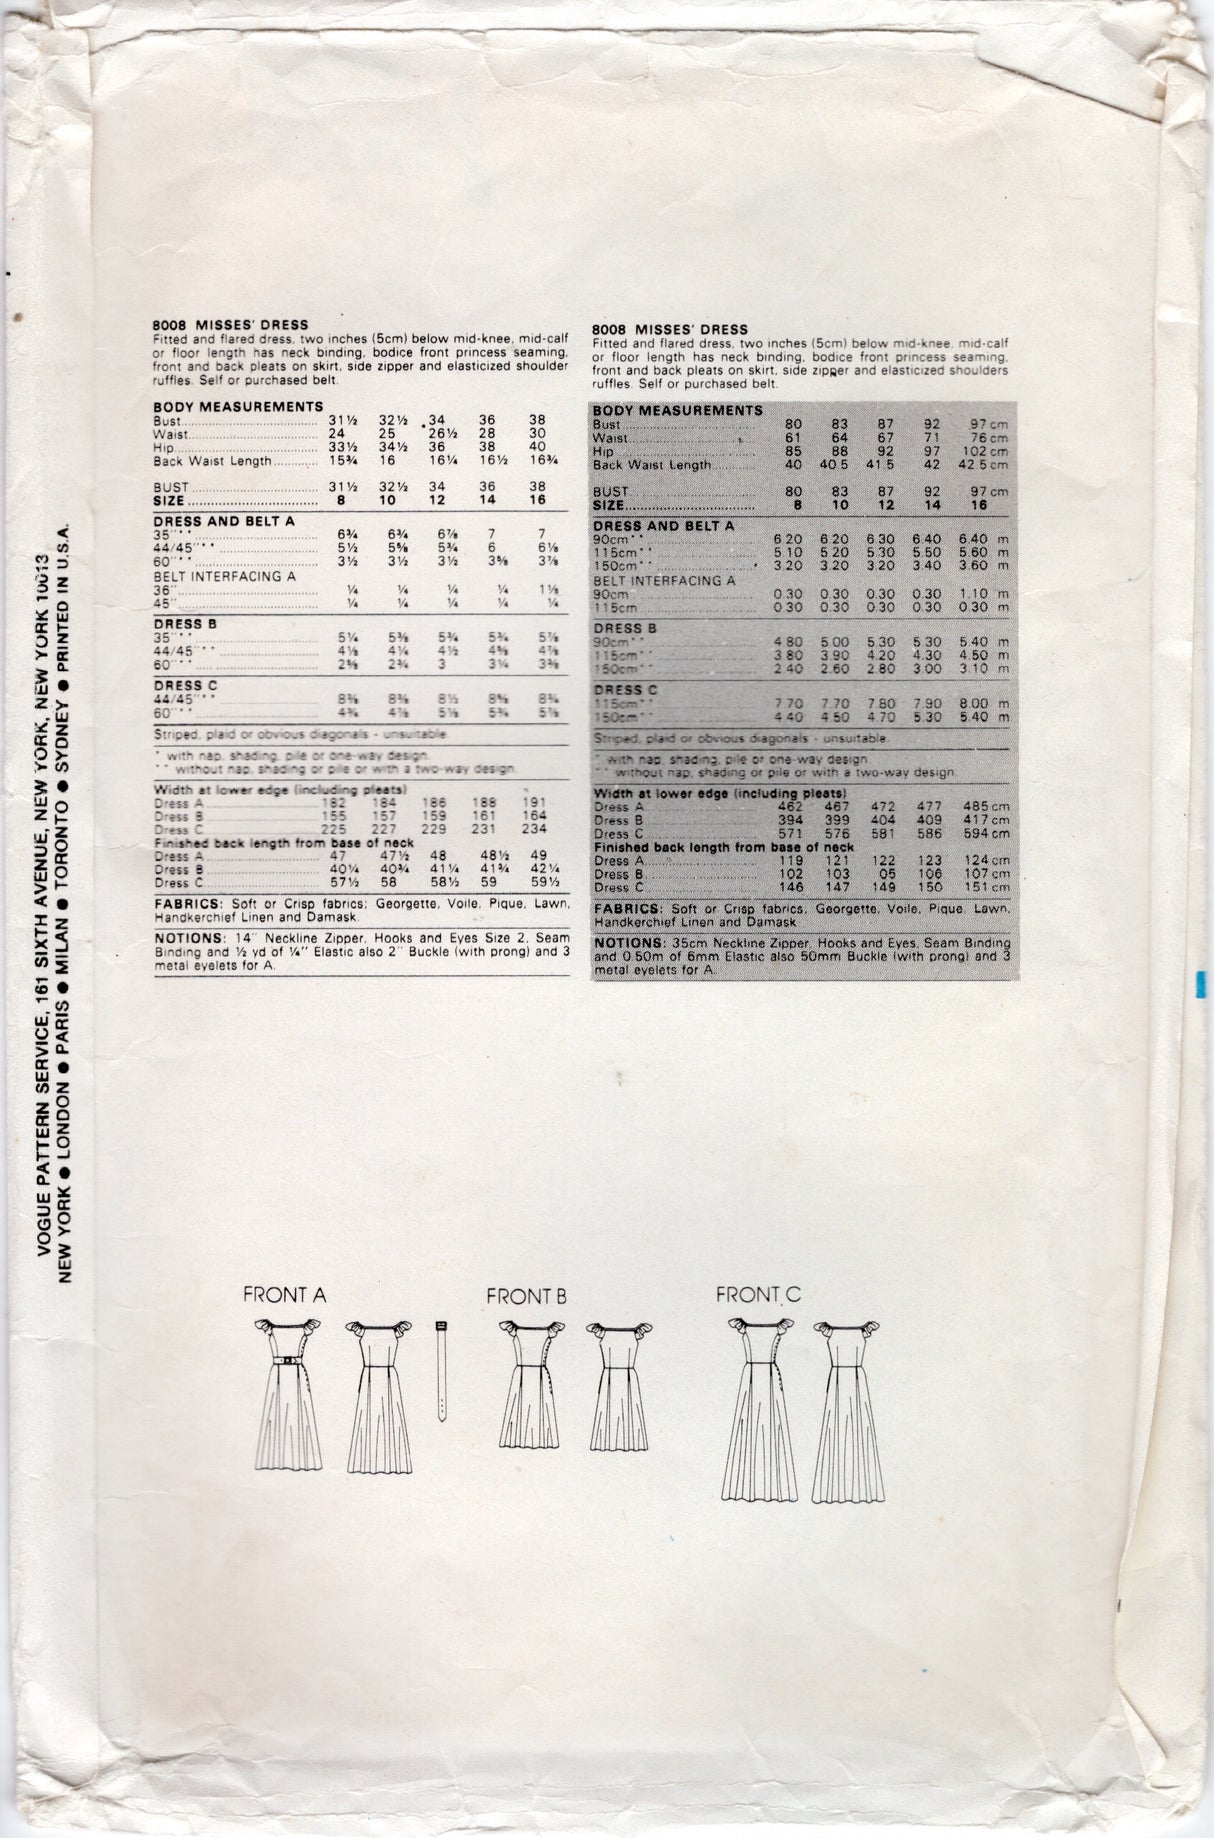 VOGUE PATTERN SERVICE, 161 SIXTH AVENUE, NEW YORK, NEW YORK 10013
NEW YORK ● LONDON ● PARIS ● MILAN ● TORONTO ● SYDNEY ● PRINTED IN U.S.A.
8008 MISSES' DRESS
Fitted and flared dress, two inches (5cm) below mid-knee, mid-calf
or floor length has neck binding, bodice front princess seaming,
front and back pleats on skirt, side zipper and elasticized shoulder
ruffles. Self or purchased belt.
BODY MEASUREMENTS
Bust 31½ 32½ 34 36 38
Waist 24 25 26½ 28 30
Hip 33½ 34½ 36 38 40
Back Waist Length 15¾ 16 16¼ 16½ 16¾
BUST 31½ 32½ 34 36 38
SIZE 8 10 12 14 16
DRESS AND BELT A
35"** 6¾ 6¾ 6⅞ 7 7
44/45"** 5½ 5⅝ 5¾ 6 6⅛
60"** 3½ 3½ 3½ 3⅝ 3⅞
BELT INTERFACING A
36" ¼ ¼ ¼ ¼ 1⅛
45" ¼ ¼ ¼ ¼ ¼
DRESS B
35"** 5¼ 5⅜ 5¾ 5¾ 5⅞
44/45"** 4⅛ 4¼ 4½ 4⅝ 4⅞
60"** 2⅝ 2¾ 3 3¼ 3⅜
DRESS C
44/45"** 8⅜ 8⅜ 8½ 8⅝ 8¾
60"** 4¾ 4⅞ 5⅛ 5¾ 5⅞
Striped, plaid or obvious diagonals - unsuitable.
* with nap, shading, pile or one-way design.
** without nap, shading or pile or with a two-way design.
Width at lower edge (including pleats)
Dress A 182 184 186 188 191
Dress B 155 157 159 161 164
Dress C 225 227 229 231 234
Finished back length from base of neck
Dress A 47 47½ 48 48½ 49
Dress B 40¼ 40¾ 41¼ 41¾ 42¼
Dress C 57½ 58 58½ 59 59½
FABRICS: Soft or Crisp fabrics; Georgette, Voile, Pique, Lawn,
Handkerchief Linen and Damask.
NOTIONS: 14" Neckline Zipper, Hooks and Eyes Size 2, Seam
Binding and ½ yd of ¼" Elastic also 2" Buckle (with prong) and 3
metal eyelets for A.
8008 MISSES' DRESS
Fitted and flared dress, two inches (5cm) below mid-knee, mid-calf
or floor length has neck binding, bodice front princess seaming,
front and back pleats on skirt, side zipper and elasticized shoulders
ruffles. Self or purchased belt.
BODY MEASUREMENTS
Bust 80 83 87 92 97 cm
Waist 61 64 67 71 76 cm
Hip 85 88 92 97 102 cm
Back Waist Length 40 40.5 41.5 42 42.5 cm
BUST 80 83 87 92 97 cm
SIZE 8 10 12 14 16
DRESS AND BELT A
90cm** 6.20 6.20 6.30 6.40 6.40 m
115cm** 5.10 5.20 5.30 5.50 5.60 m
150cm** 3.20 3.20 3.20 3.40 3.60 m
BELT INTERFACING A
90cm 0.30 0.30 0.30 0.30 1.10 m
115cm 0.30 0.30 0.30 0.30 0.30 m
DRESS B
90cm** 4.80 5.00 5.30 5.30 5.40 m
115cm** 3.80 3.90 4.20 4.30 4.50 m
150cm** 2.40 2.60 2.80 3.00 3.10 m
DRESS C
115cm** 7.70 7.70 7.80 7.90 8.00 m
150cm** 4.40 4.50 4.70 5.30 5.40 m
Striped, plaid or obvious diagonals - unsuitable.
* with nap, shading, pile or one-way design.
** without nap, shading or pile or with a two-way design.
Width at lower edge (including pleats)
Dress A 462 467 472 477 485 cm
Dress B 394 399 404 409 417 cm
Dress C 571 576 581 586 594 cm
Finished back length from base of neck
Dress A 119 121 122 123 124 cm
Dress B 102 103 05 106 107 cm
Dress C 146 147 149 150 151 cm
FABRICS: Soft or Crisp fabrics, Georgette, Voile, Pique, Lawn,
Handkerchief Linen and Damask
NOTIONS: 35cm Neckline Zipper, Hooks and Eyes, Seam Binding
and 0.50m of 6mm Elastic also 50mm Buckle (with prong) and 3
metal eyelets for A.
FRONT A FRONT B FRONT C